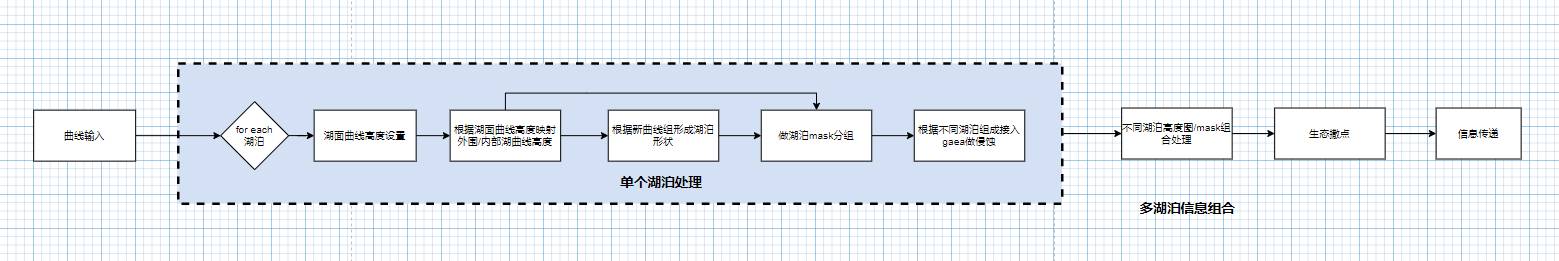 曲线输入
for each
湖泊
湖面曲线高度设置
根据湖面曲线高度映射
外围/内部湖曲线高度
根据新曲线组形成湖泊
形状
做湖泊mask分组
根据不同湖泊组成接入
gaea做侵蚀
单个湖泊处理
不同湖泊高度图/mask组
合处理
生态撒点
信息传递
多湖泊信息组合